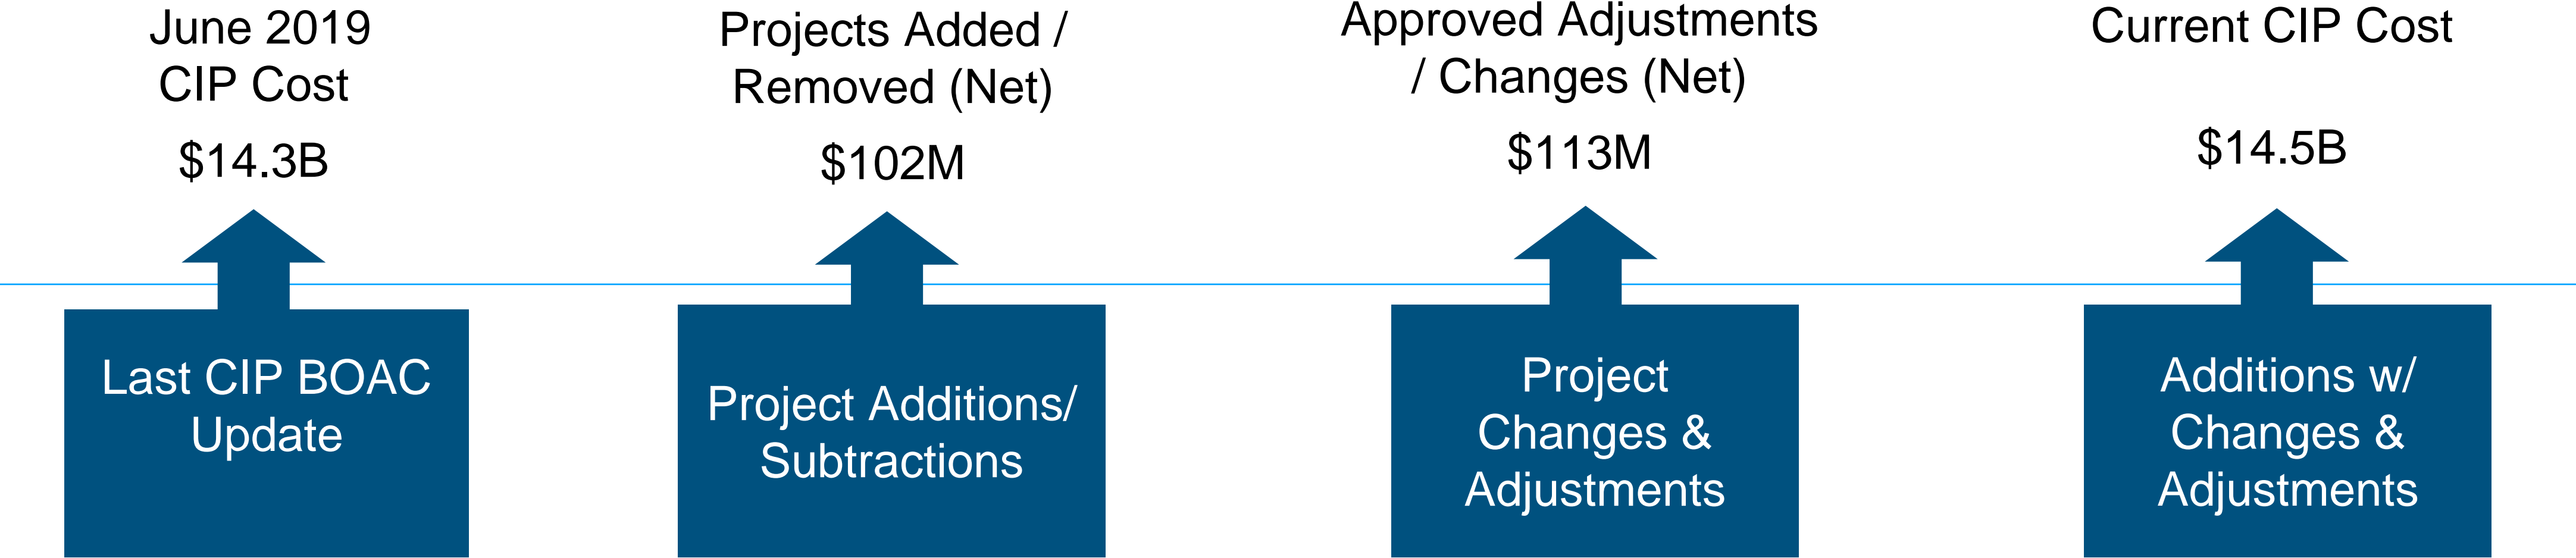 June 2019
CIP Cost
$14.3B
Last CIP BOAC
Update
Projects Added /
Removed (Net)
$102M
Project Additions/
Subtractions
Approved Adjustments
/ Changes (Net)
$113M
Project
Changes &
Adjustments
Current CIP Cost
$14.5B
Additions w/
Changes &
Adjustments